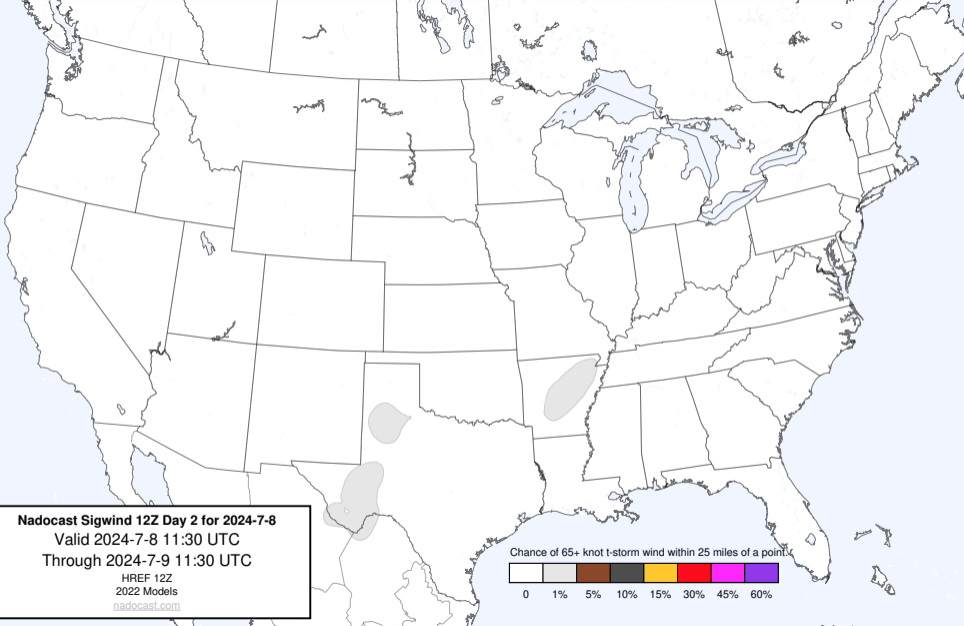 Nadocast Sigwind 12Z Day 2 for 2024-7-8
Valid 2024-7-8 11:30 UTC
Through 2024-7-9 11:30 UTC
HREF 12Z
2022 Models
nadocast.com
Chance of 65+ knot t-storm wind within 25 miles of a point.
0 1% 5% 10% 15% 30% 45% 60%